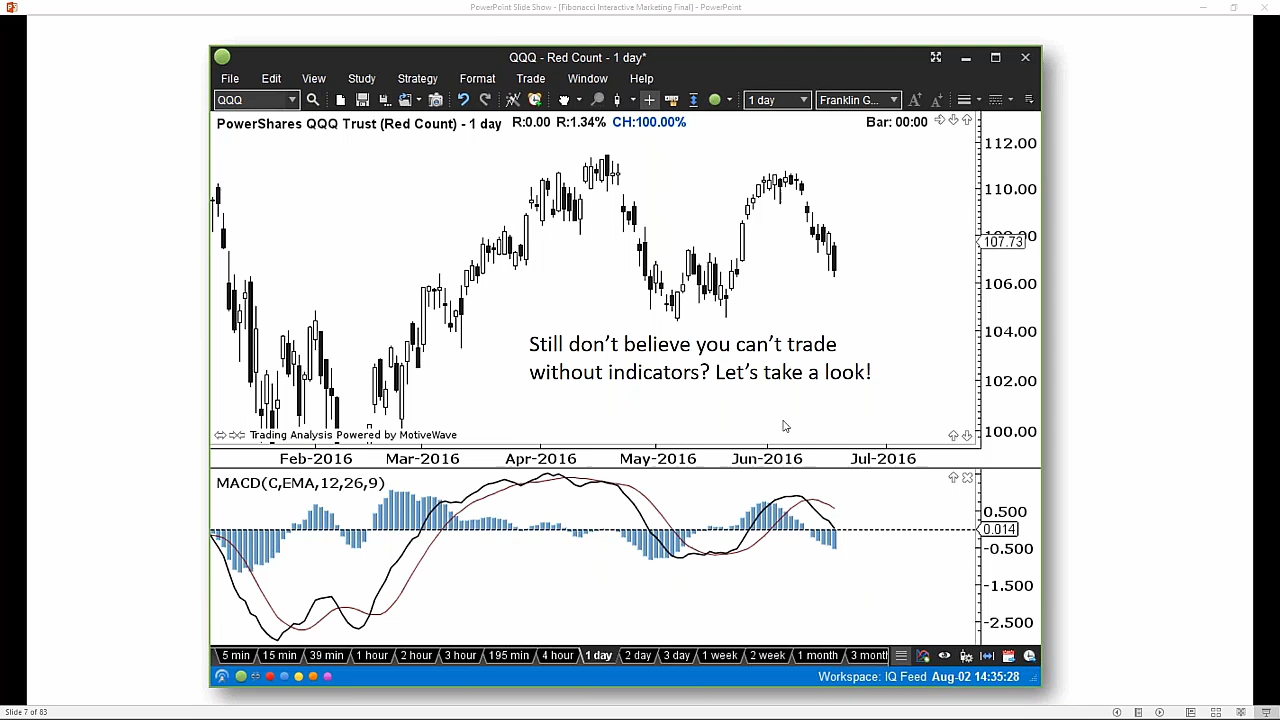 PowerPoint Slide Show - [Fibonacci Interactive Marketing Final] - PowerPoint
QQQ - Red Count - 1 day*
File Edit View Study Strategy Format Trade Window Help
QQQ 1 day Franklin G...
PowerShares QQQ Trust (Red Count) - 1 day R:0.00 R:1.34% CH:100.00% Bar: 00:00
112.00
110.00
107.73
106.00
104.00
Still don't believe you can't trade
without indicators? Let's take a look!
102.00
100.00
Trading Analysis Powered by MotiveWave
Feb-2016 Mar-2016 Apr-2016 May-2016 Jun-2016 Jul-2016
MACD(C,EMA,12,26,9)
0.500
0.014
-0.500
-1.500
-2.500
5 min 15 min 39 min 1 hour 2 hour 3 hour 195 min 4 hour 1 day 2 day 3 day 1 week 2 week 1 month 3 month
Workspace: IQ Feed Aug-02 14:35:28
Slide 7 of 83